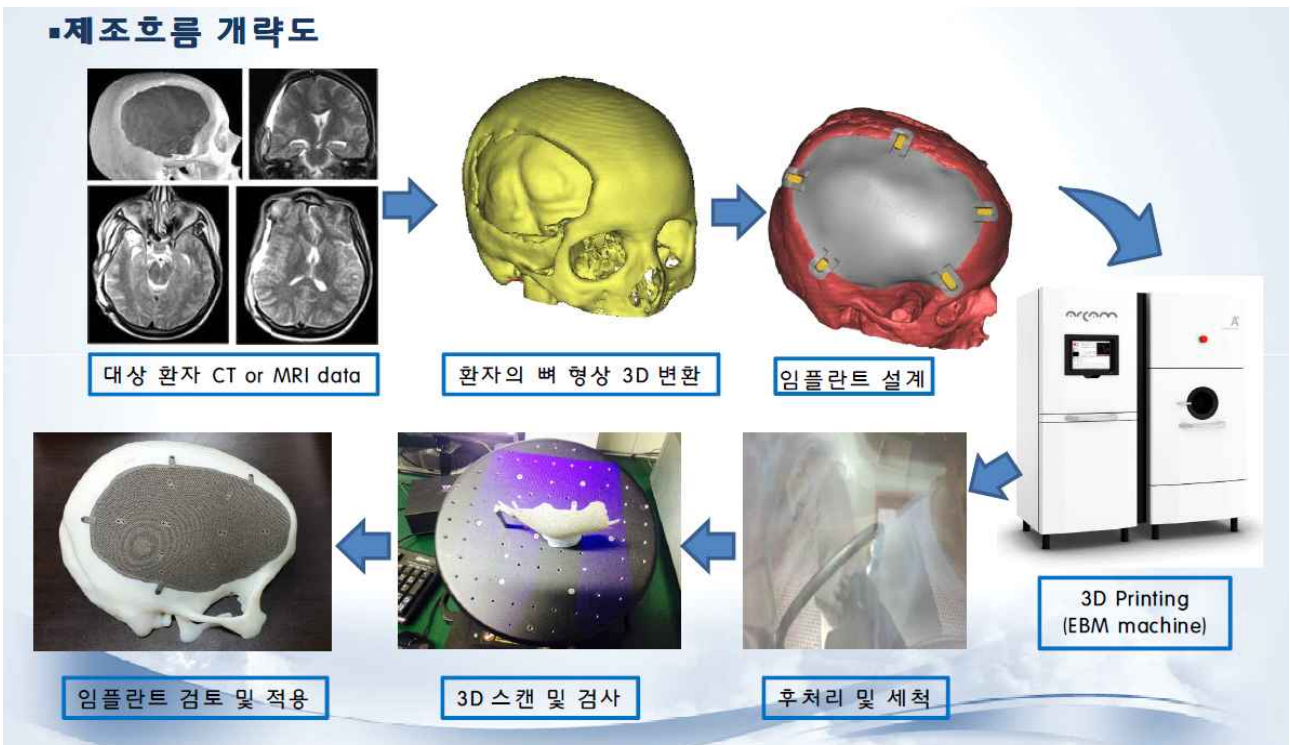 ▪제조흐름 개략도
대상 환자 CT or MRI data
환자의 뼈 형상 3D 변환
임플란트 설계
arcam
A
3D Printing
(EBM machine)
임플란트 검토 및 적용
3D 스캔 및 검사
후처리 및 세척